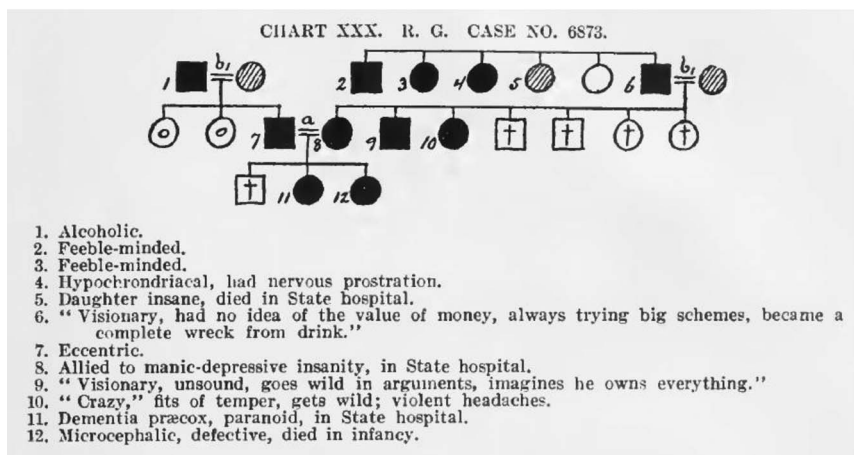 CHART XXX. R. G. CASE NO. 6873.
b1 b1
1 2 3 4 5 6
a
7 8 9 10
11 12
1. Alcoholic.
2. Feeble-minded.
3. Feeble-minded.
4. Hypochrondriacal, had nervous prostration.
5. Daughter insane, died in State hospital.
6. “ Visionary, had no idea of the value of money, always trying big schemes, became a
complete wreck from drink.”
7. Eccentric.
8. Allied to manic-depressive insanity, in State hospital.
9. “ Visionary, unsound, goes wild in arguments, imagines he owns everything.”
10. “ Crazy,” fits of temper, gets wild; violent headaches.
11. Dementia præcox, paranoid, in State hospital.
12. Microcephalic, defective, died in infancy.